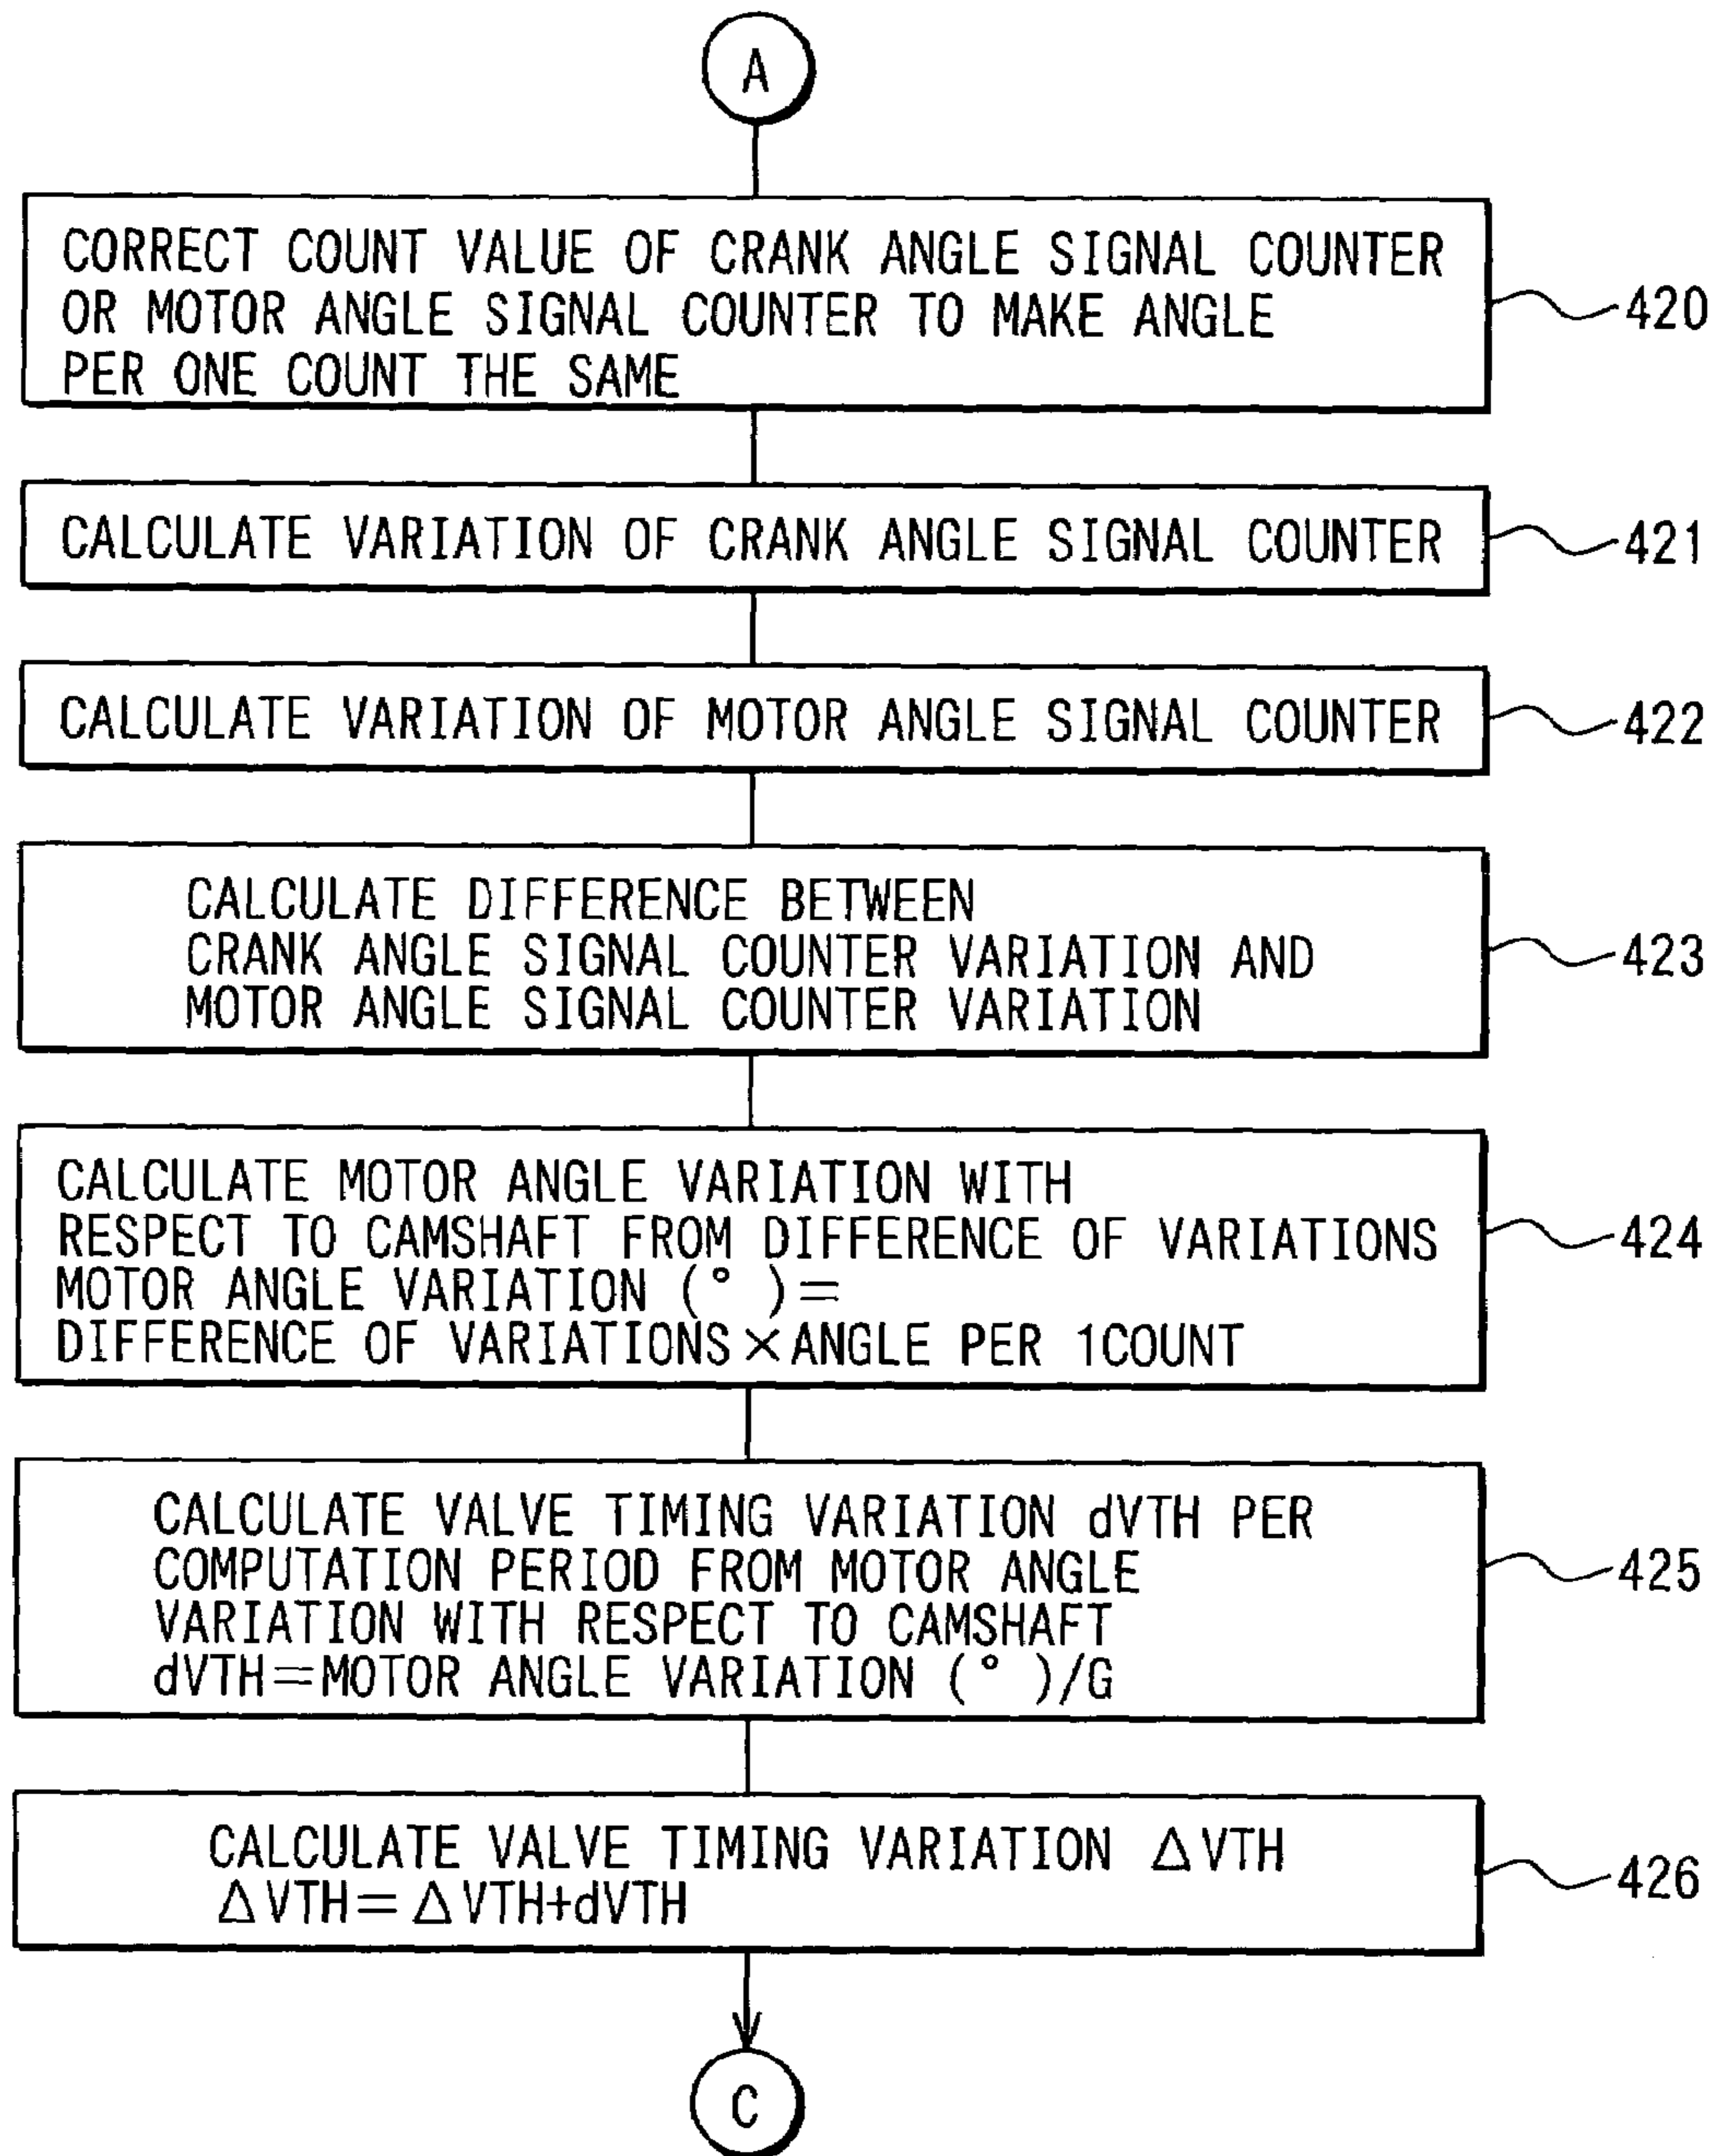 A
CORRECT COUNT VALUE OF CRANK ANGLE SIGNAL COUNTER
OR MOTOR ANGLE SIGNAL COUNTER TO MAKE ANGLE
PER ONE COUNT THE SAME
420
CALCULATE VARIATION OF CRANK ANGLE SIGNAL COUNTER
421
CALCULATE VARIATION OF MOTOR ANGLE SIGNAL COUNTER
422
CALCULATE DIFFERENCE BETWEEN
CRANK ANGLE SIGNAL COUNTER VARIATION AND
MOTOR ANGLE SIGNAL COUNTER VARIATION
423
CALCULATE MOTOR ANGLE VARIATION WITH
RESPECT TO CAMSHAFT FROM DIFFERENCE OF VARIATIONS
MOTOR ANGLE VARIATION (° )=
DIFFERENCE OF VARIATIONS×ANGLE PER 1COUNT
424
CALCULATE VALVE TIMING VARIATION dVTH PER
COMPUTATION PERIOD FROM MOTOR ANGLE
VARIATION WITH RESPECT TO CAMSHAFT
dVTH=MOTOR ANGLE VARIATION (° )/G
425
CALCULATE VALVE TIMING VARIATION △VTH
△VTH=△VTH+dVTH
426
C